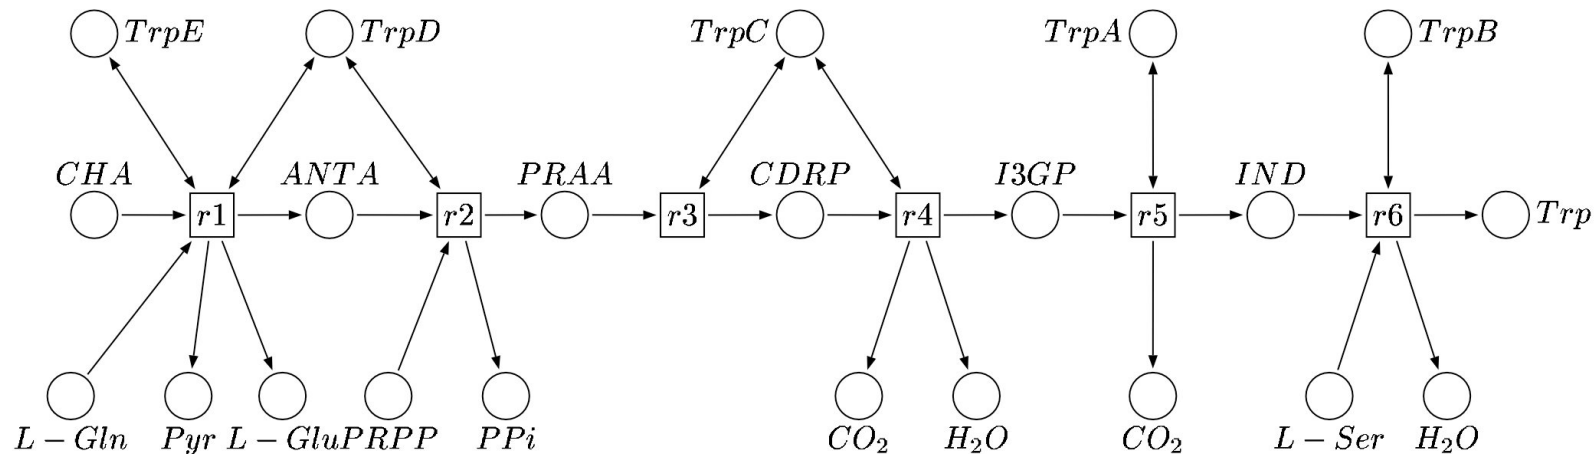 TrpE TrpD TrpC TrpA TrpB
CHA ANTA PRAA CDRP I3GP IND
r1 r2 r3 r4 r5 r6 Trp
L − Gln Pyr L − Glu PRPP PPi CO₂ H₂O CO₂ L − Ser H₂O